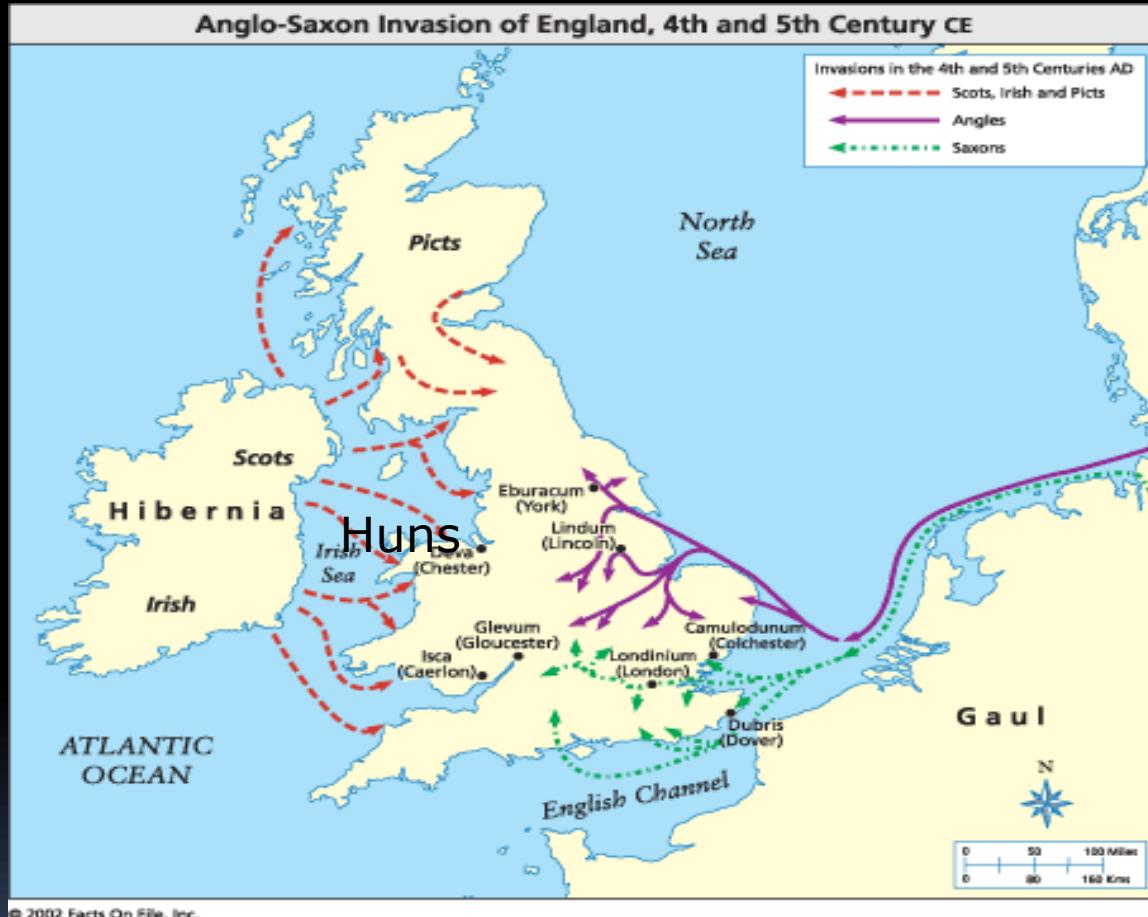 Anglo-Saxon Invasion of England, 4th and 5th Century CE
Invasions in the 4th and 5th Centuries AD
Scots, Irish and Picts
Angles
Saxons
North
Sea
Picts
Scots
Hibernia
Irish
Irish
Sea
Huns
Deva
(Chester)
Eburacum
(York)
Lindum
(Lincoln)
Glevum
(Gloucester)
Isca
(Caerlon)
Londinium
(London)
Camulodunum
(Colchester)
Dubris
(Dover)
Gaul
ATLANTIC
OCEAN
English Channel
N
0 50 100 Miles
0 80 160 Kms
© 2002 Facts On File, Inc.